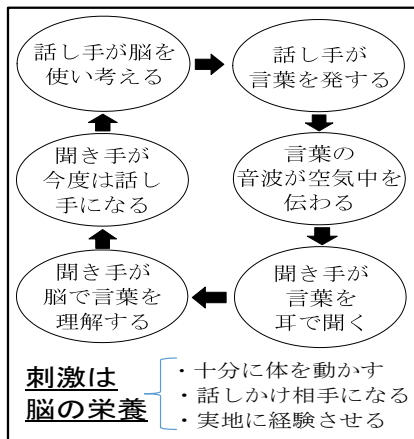 話し手が脳を
使い考える
話し手が
言葉を発する
言葉の
音波が空気中を
伝わる
聞き手が
言葉を
耳で聞く
聞き手が
脳で言葉を
理解する
聞き手が
今度は話し
手になる
刺激は
脳の栄養
・十分に体を動かす
・話しかけ相手になる
・実地に経験させる